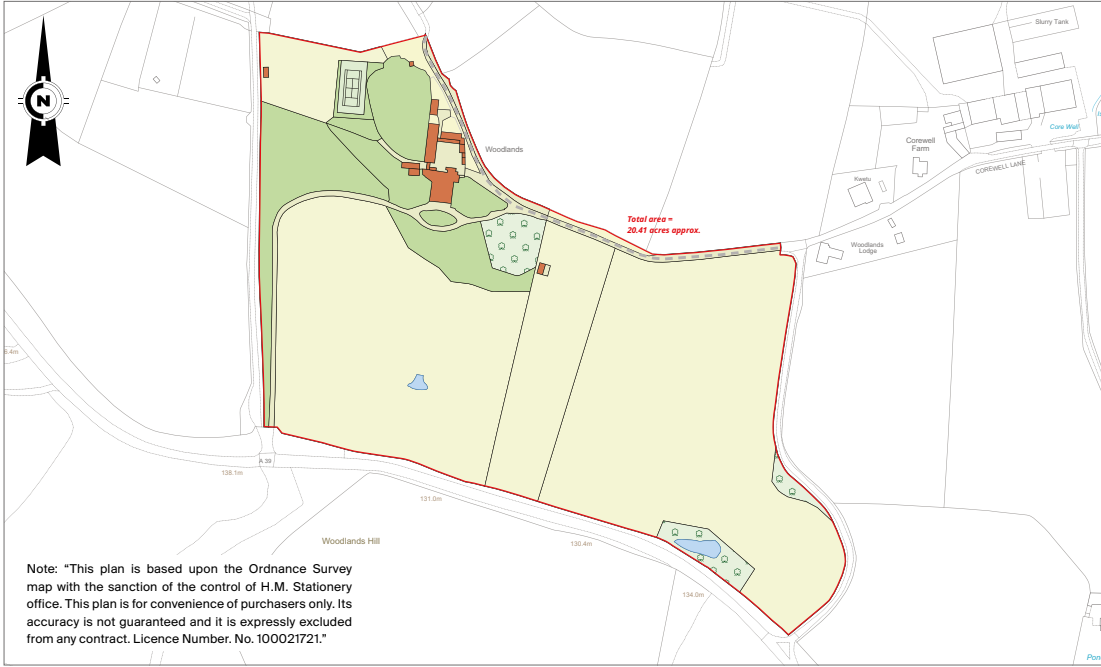 Slurry Tank
N
Core Well
Corewell
Farm
Woodlands
COREWELL LANE
Kwetu
Total area =
20.41 acres approx.
Woodlands
Lodge
A 39
138.1m
131.0m
Woodlands Hill
130.4m
134.0m
Note: “This plan is based upon the Ordnance Survey
map with the sanction of the control of H.M. Stationery
office. This plan is for convenience of purchasers only. Its
accuracy is not guaranteed and it is expressly excluded
from any contract. Licence Number. No. 100021721.”